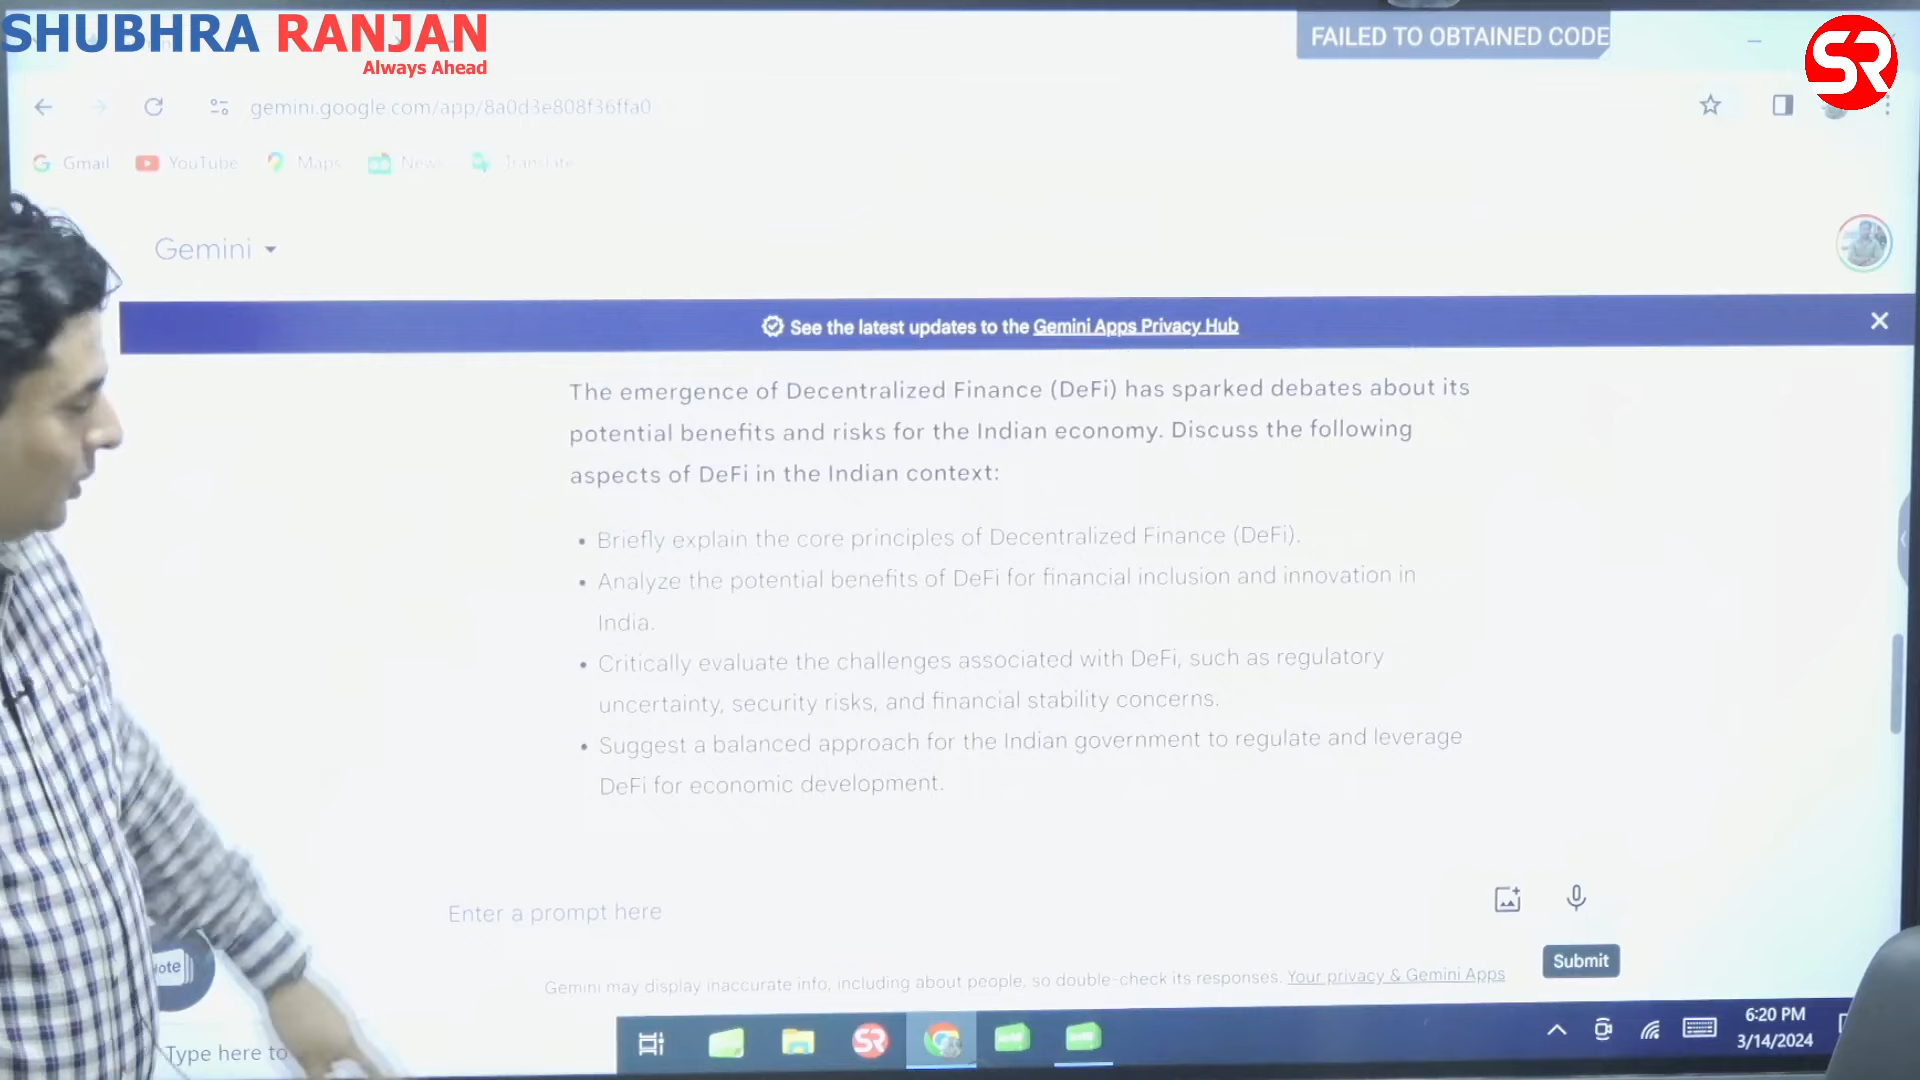 SHUBHRA RANJAN
Always Ahead
FAILED TO OBTAINED CODE
SR
gemini.google.com/app/8a0d3e808f36ffa0
Gmail YouTube Maps News Translate
Gemini
See the latest updates to the Gemini Apps Privacy Hub
The emergence of Decentralized Finance (DeFi) has sparked debates about its
potential benefits and risks for the Indian economy. Discuss the following
aspects of DeFi in the Indian context:
• Briefly explain the core principles of Decentralized Finance (DeFi).
• Analyze the potential benefits of DeFi for financial inclusion and innovation in
India.
• Critically evaluate the challenges associated with DeFi, such as regulatory
uncertainty, security risks, and financial stability concerns.
• Suggest a balanced approach for the Indian government to regulate and leverage
DeFi for economic development.
Enter a prompt here
Submit
Gemini may display inaccurate info, including about people, so double-check its responses. Your privacy & Gemini Apps
Type here to
SR
6:20 PM
3/14/2024